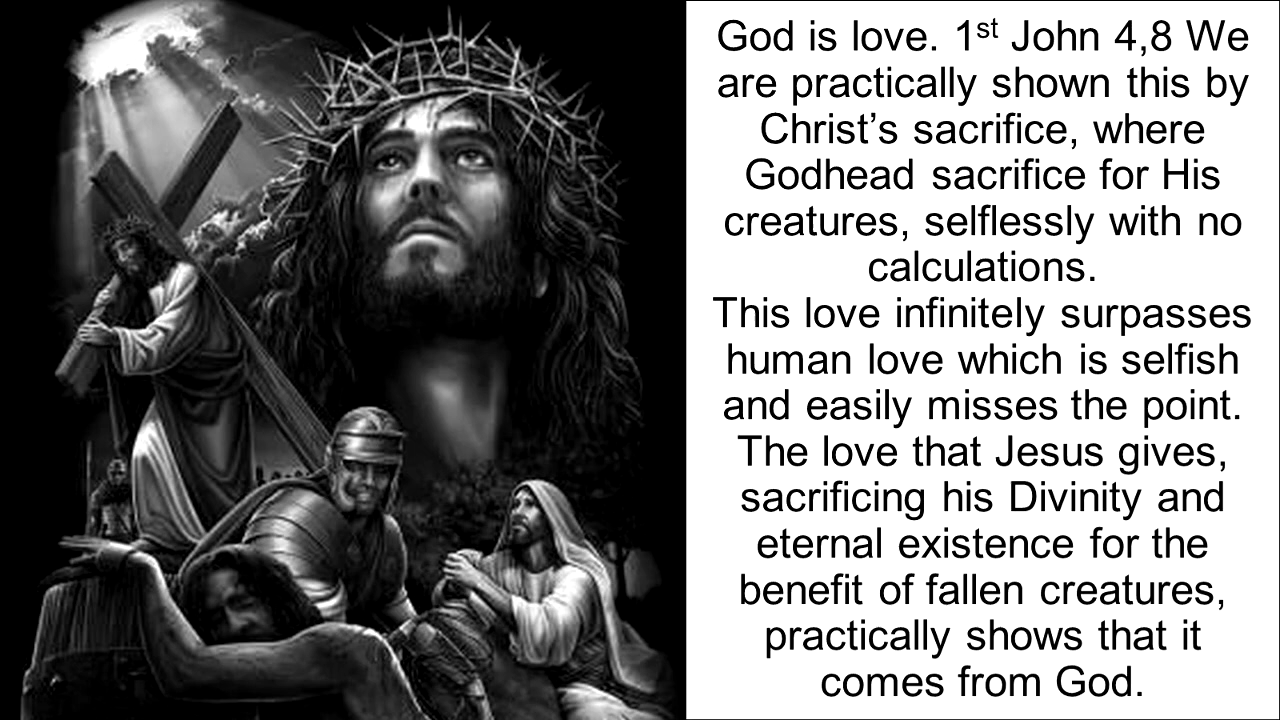 God is love. 1st John 4,8 We
are practically shown this by
Christ’s sacrifice, where
Godhead sacrifice for His
creatures, selflessly with no
calculations.
This love infinitely surpasses
human love which is selfish
and easily misses the point.
The love that Jesus gives,
sacrificing his Divinity and
eternal existence for the
benefit of fallen creatures,
practically shows that it
comes from God.